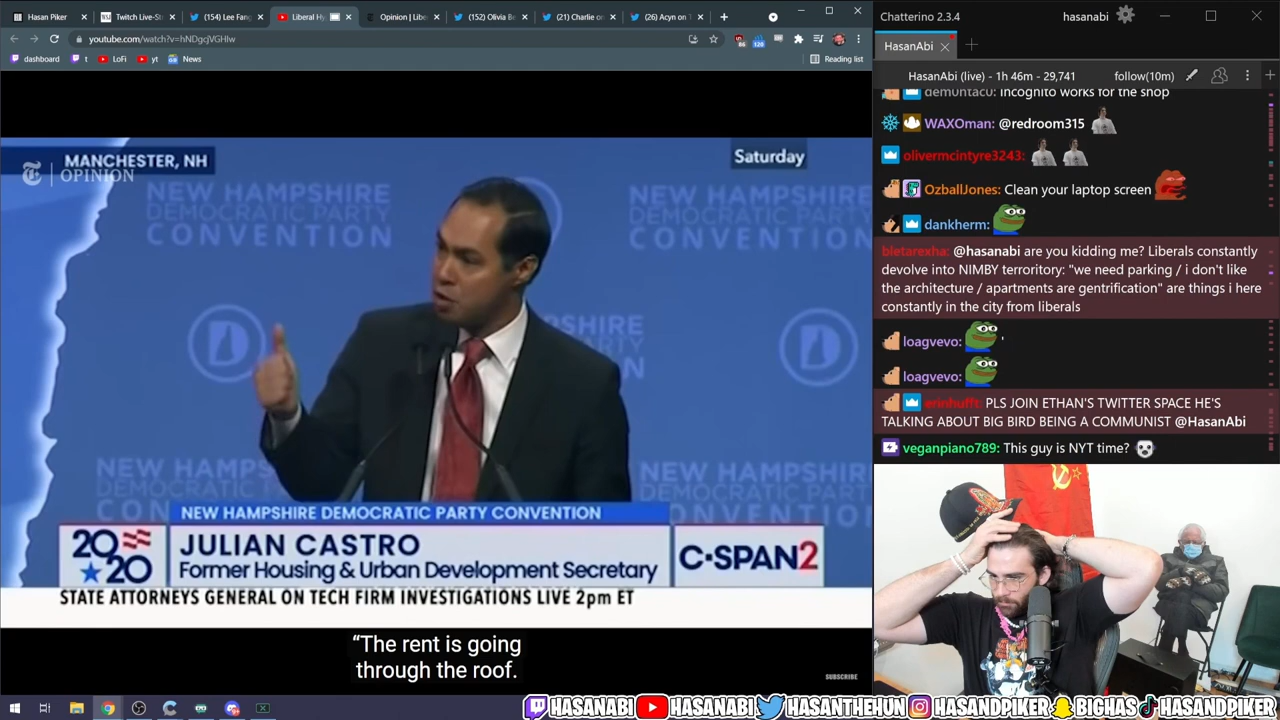 Hasan Piker
Twitch Live-St
(154) Lee Fang
Liberal Hy
Opinion | Lib
(152) Olivia Be
(21) Charlie on
(26) Acyn on T
youtube.com/watch?v=hNDgcjVGHIw
86
120
dashboard
t
LoFi
yt
News
Reading list
MANCHESTER, NH
OPINION
Saturday
NEW HAMPSHIRE
DEMOCRATIC PARTY
CONVENTION
NEW HAMPSHIRE DEMOCRATIC PARTY CONVENTION
2020
JULIAN CASTRO
Former Housing & Urban Development Secretary
C·SPAN2
STATE ATTORNEYS GENERAL ON TECH FIRM INVESTIGATIONS LIVE 2pm ET
“The rent is going
through the roof.
SUBSCRIBE
Chatterino 2.3.4
hasanabi
HasanAbi
HasanAbi (live) - 1h 46m - 29,741
follow(10m)
dem0ntac0: Incognito works for the shop
WAXOman: @redroom315
olivermcintyre3243:
OzballJones: Clean your laptop screen
dankherm:
bletarexha: @hasanabi are you kidding me? Liberals constantly
devolve into NIMBY terroritory: "we need parking / i don't like
the architecture / apartments are gentrification" are things i here
constantly in the city from liberals
loagvevo:
loagvevo:
erinhufft: PLS JOIN ETHAN'S TWITTER SPACE HE'S
TALKING ABOUT BIG BIRD BEING A COMMUNIST @HasanAbi
veganpiano789: This guy is NYT time?
HASANABI
HASANABI
HASANTHEHUN
HASANDPIKER
BIGHAS
HASANDPIKER